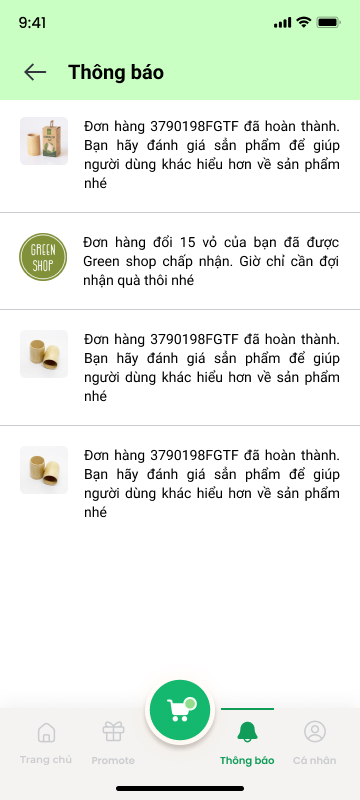 9:41
Thông báo
Đơn hàng 3790198FGTF đã hoàn thành.
Bạn hãy đánh giá sẳn phẩm để giúp
người dùng khác hiểu hơn về sản phẩm
nhé
GREEN
SHOP
Đơn hàng đổi 15 vỏ của bạn đã được
Green shop chấp nhận. Giờ chỉ cần đợi
nhận quà thôi nhé
Đơn hàng 3790198FGTF đã hoàn thành.
Bạn hãy đánh giá sẳn phẩm để giúp
người dùng khác hiểu hơn về sản phẩm
nhé
Đơn hàng 3790198FGTF đã hoàn thành.
Bạn hãy đánh giá sẳn phẩm để giúp
người dùng khác hiểu hơn về sản phẩm
nhé
Trang chủ
Promote
Thông báo
Cá nhân